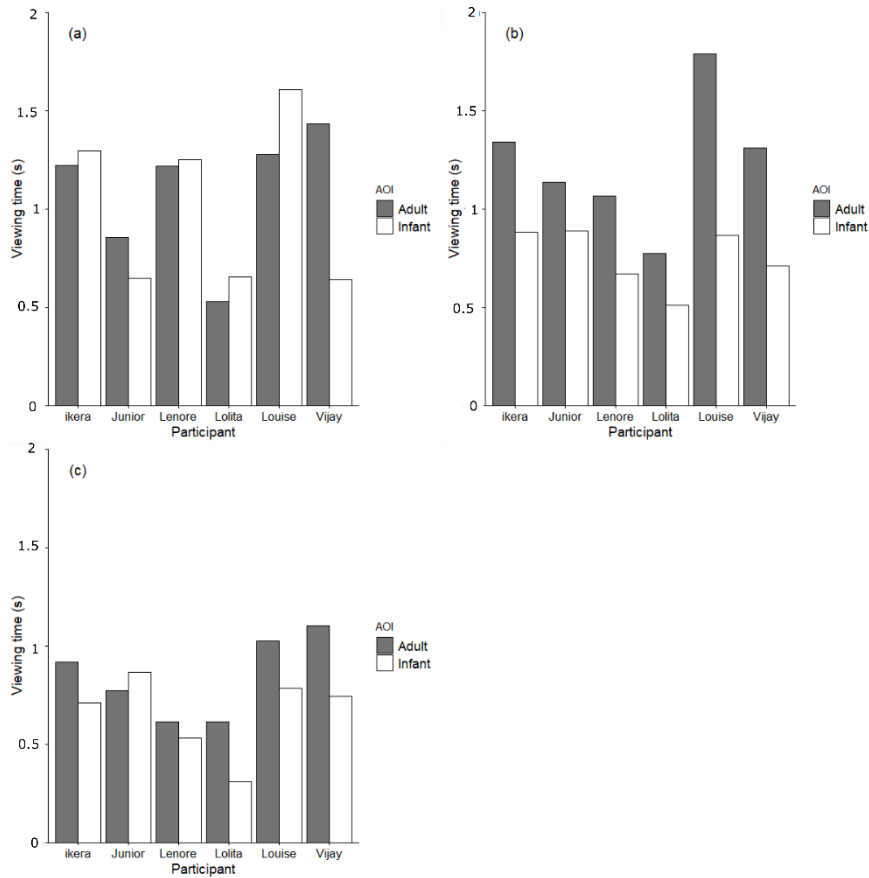 (a)
2
1.5
1
0.5
0
Viewing time (s)
ikera Junior Lenore Lolita Louise Vijay
Participant
AOI
Adult
Infant
(b)
2
1.5
1
0.5
0
Viewing time (s)
ikera Junior Lenore Lolita Louise Vijay
Participant
AOI
Adult
Infant
(c)
2
1.5
1
0.5
0
Viewing time (s)
ikera Junior Lenore Lolita Louise Vijay
Participant
AOI
Adult
Infant